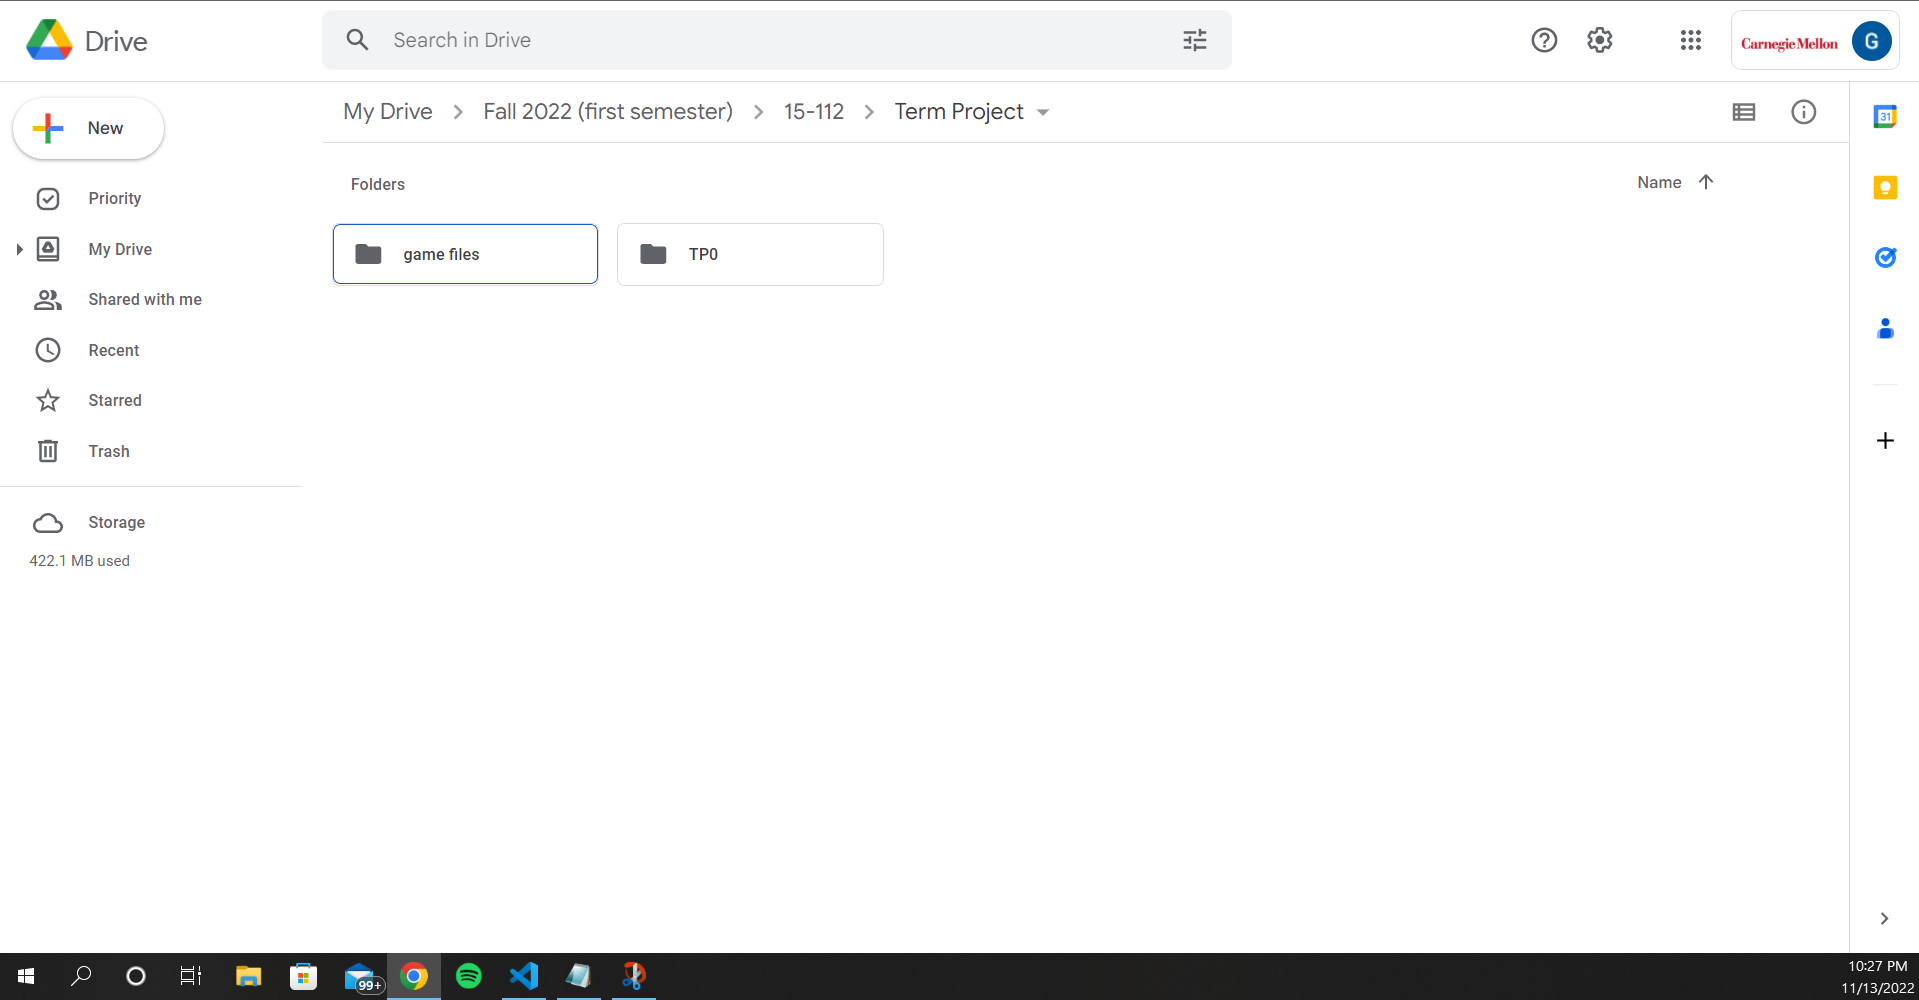 Drive
Search in Drive
Carnegie Mellon
G
New
My Drive
Fall 2022 (first semester)
15-112
Term Project
31
Priority
Folders
Name
My Drive
game files
TP0
Shared with me
Recent
Starred
Trash
Storage
422.1 MB used
99+
10:27 PM
11/13/2022